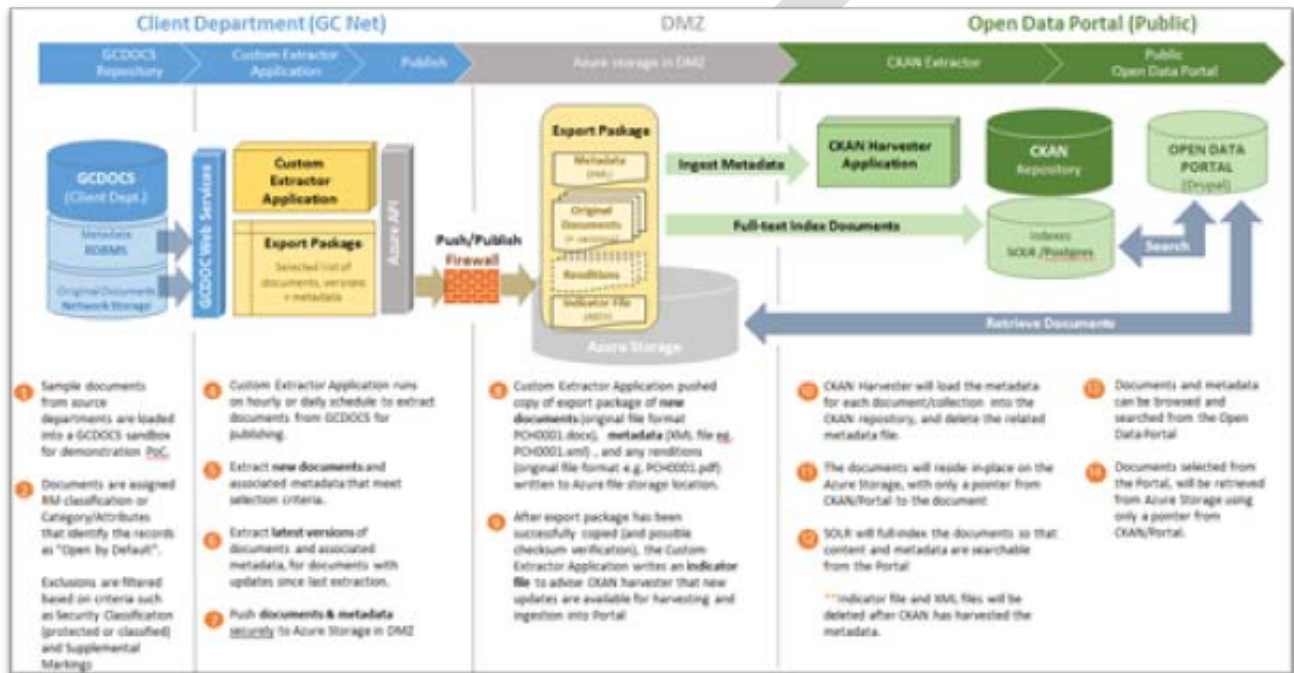 Client Department (GC Net)
DMZ
Open Data Portal (Public)
GCDOCS
Repository
Custom Extractor
Application
Publish
Azure storage in DMZ
CKAN Extractor
Public
Open Data Portal
GCDOCS
(Client Dept.)
Metadata
RDBMS
Original Documents
Network Storage
GCDOC Web Services
Custom
Extractor
Application
Export Package
Selected list of
documents, versions
+ metadata
Azure API
Push/Publish
Firewall
Export Package
Metadata
(XML)
Original
Documents
(+ versions)
Renditions
Indicator File
Azure Storage
Ingest Metadata
Full-text Index Documents
CKAN Harvester
Application
CKAN
Repository
Indexes
SOLR /Postgres
OPEN DATA
PORTAL
(Drupal)
Search
Retrieve Documents
1 Sample documents
from source
departments are loaded
into a GCDOCS sandbox
for demonstration PoC.
2 Documents are assigned
RM classification or
Category/Attributes
that identify the records
as "Open by Default".
Exclusions are filtered
based on criteria such
as Security Classification
(protected or classified)
and Supplemental
Markings
4 Custom Extractor Application runs
on hourly or daily schedule to extract
documents from GCDOCS for
publishing.
5 Extract new documents and
associated metadata that meet
selection criteria.
6 Extract latest versions of
documents and associated
metadata, for documents with
updates since last extraction.
7 Push documents & metadata
securely to Azure Storage in DMZ
8 Custom Extractor Application pushed
copy of export package of new
documents (original file format
PCH0001.docx), metadata (XML file eg.
PCH0001.xml) , and any renditions
(original file format e.g. PCH0001.pdf)
written to Azure file storage location.
9 After export package has been
successfully copied (and possible
checksum verification), the Custom
Extractor Application writes an indicator
file to advise CKAN harvester that new
updates are available for harvesting and
ingestion into Portal
10 CKAN Harvester will load the metadata
for each document/collection into the
CKAN repository, and delete the related
metadata file.
11 The documents will reside in-place on the
Azure Storage, with only a pointer from
CKAN/Portal to the document
12 SOLR will full-index the documents so that
content and metadata are searchable
from the Portal
**Indicator file and XML files will be
deleted after CKAN has harvested the
metadata.
13 Documents and metadata
can be browsed and
searched from the Open
Data Portal
14 Documents selected from
the Portal, will be retrieved
from Azure Storage using
only a pointer from
CKAN/Portal.